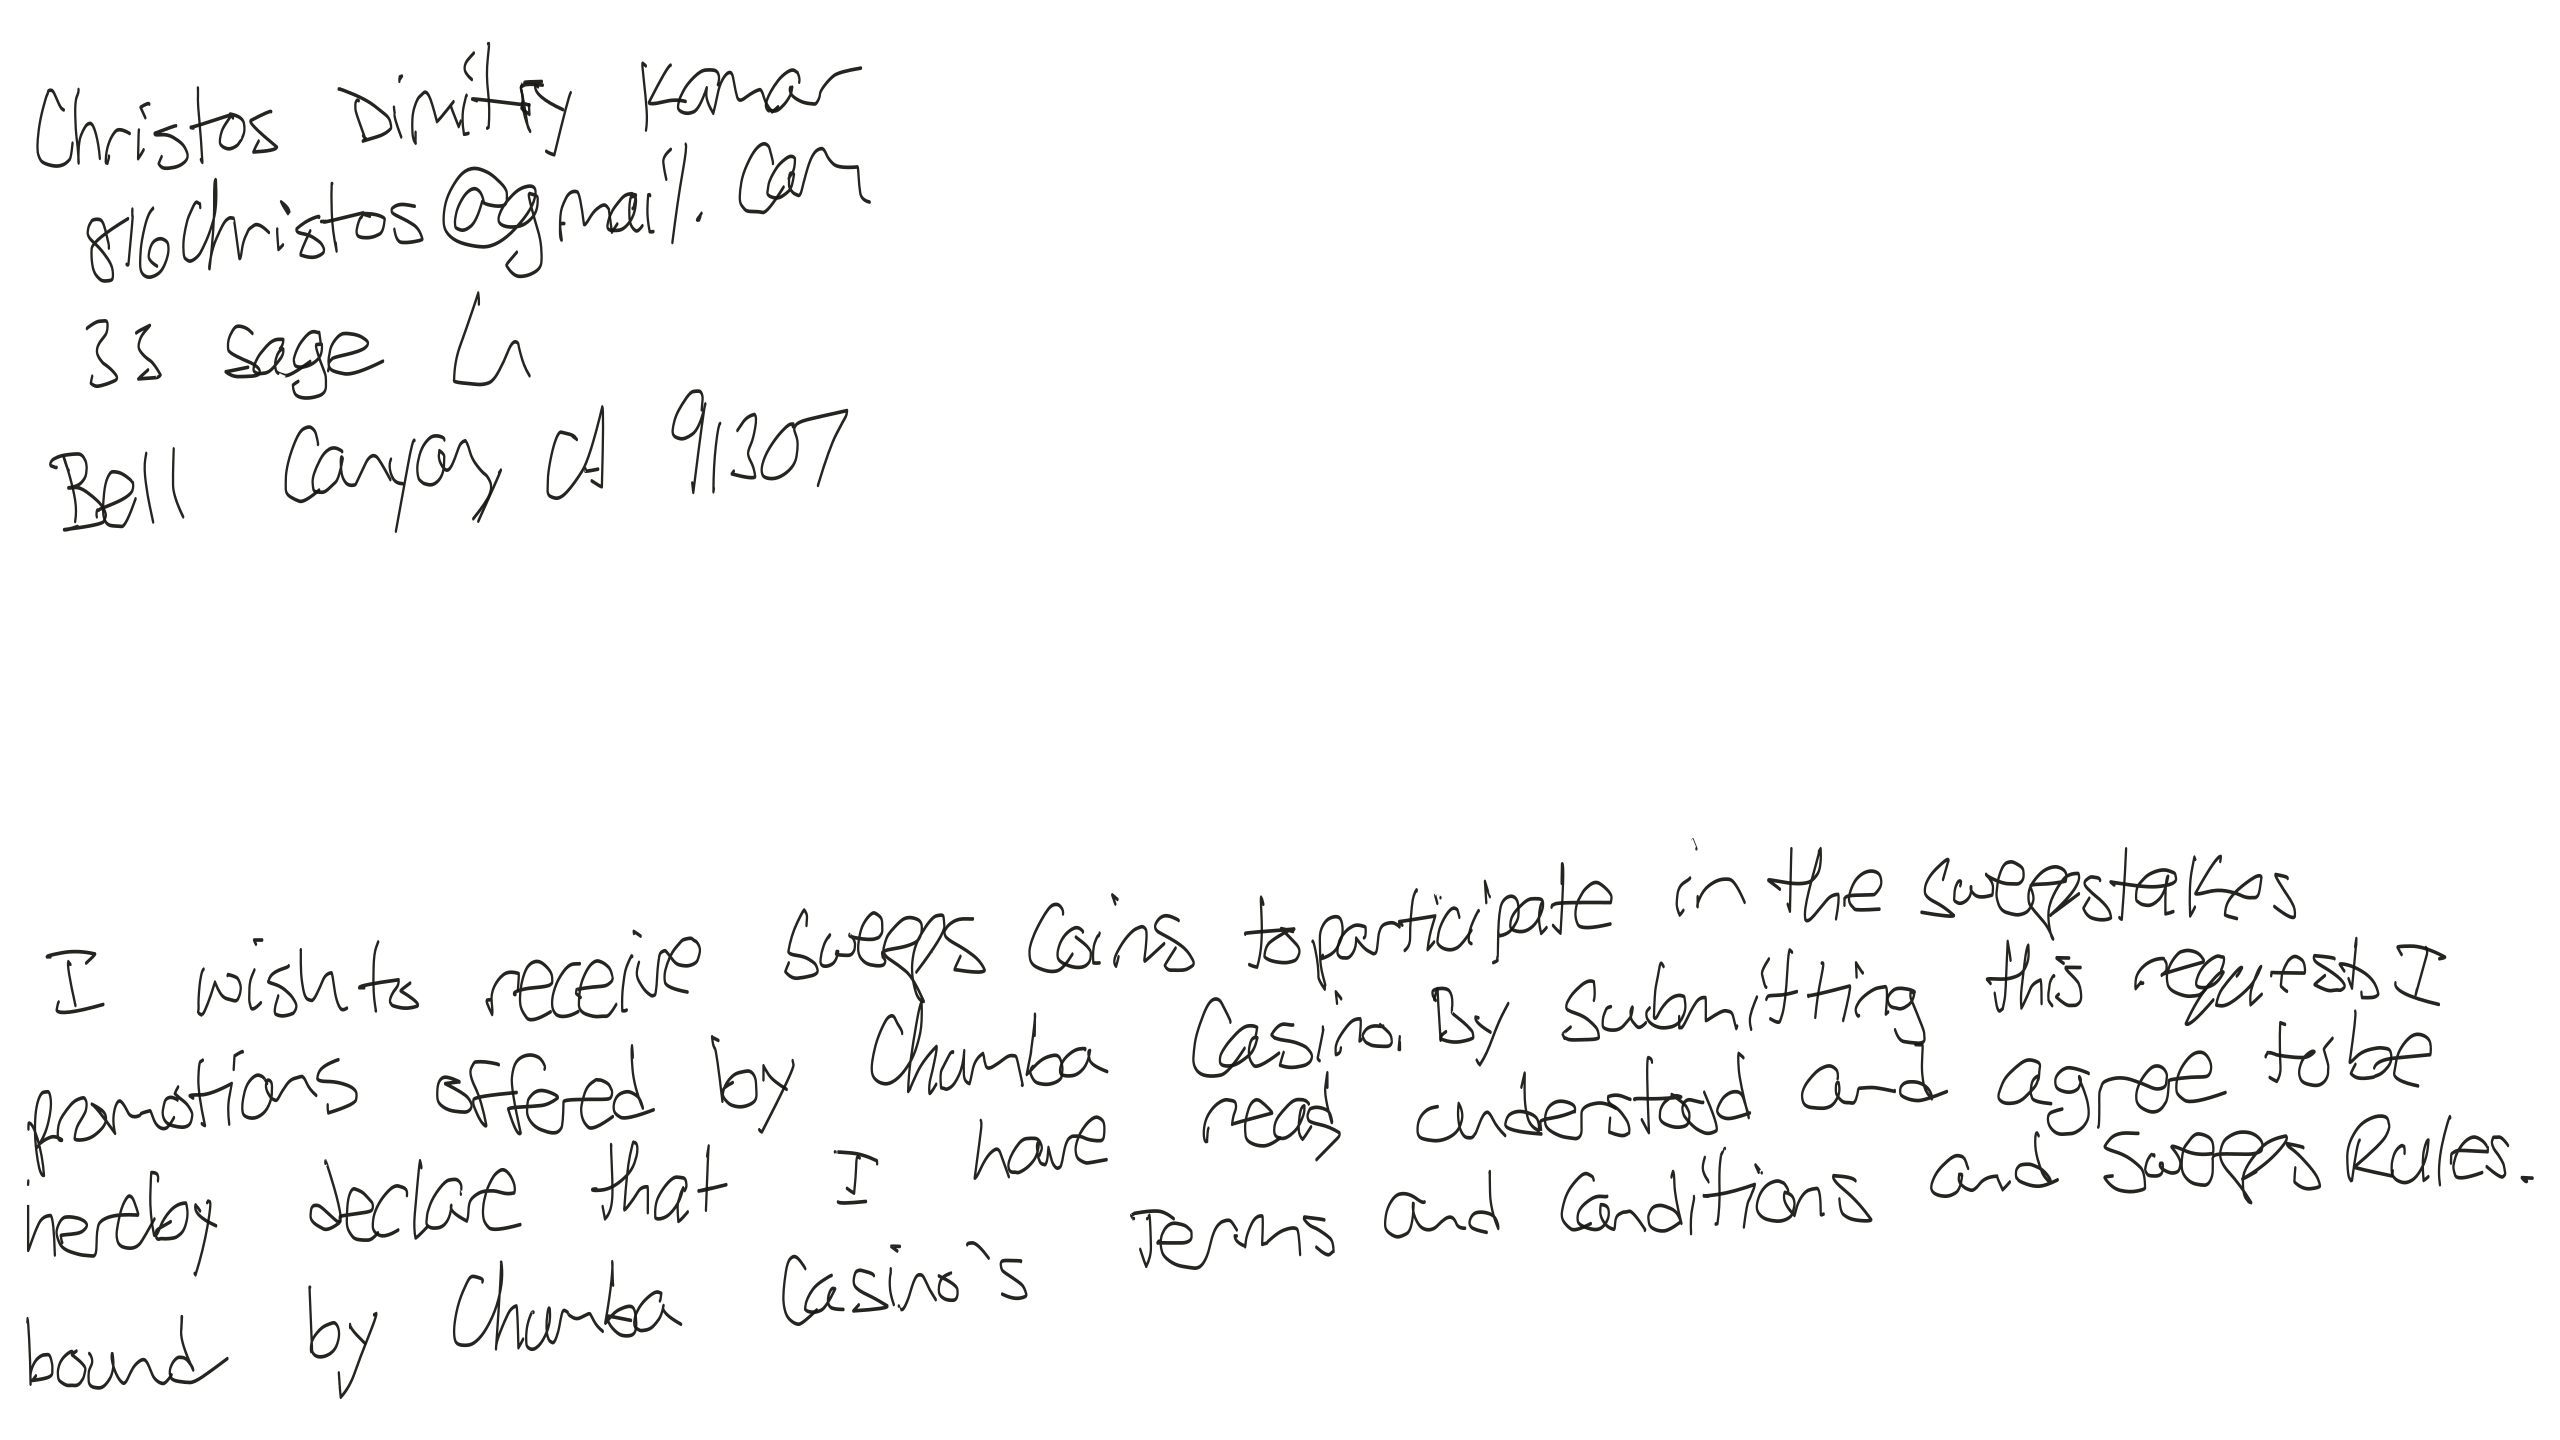 Christos Dimitry Kamar
816Christos@gmail.com
33 sage Ln
Bell Canyon, CA 91307
I wish to receive sweeps Coins to participate in the sweepstakes
promotions offered by Chumba Casino. By Submitting this request, I
hereby declare that I have read, understood and agree to be
bound by Chumba Casino's Terms and Conditions and Sweeps Rules.